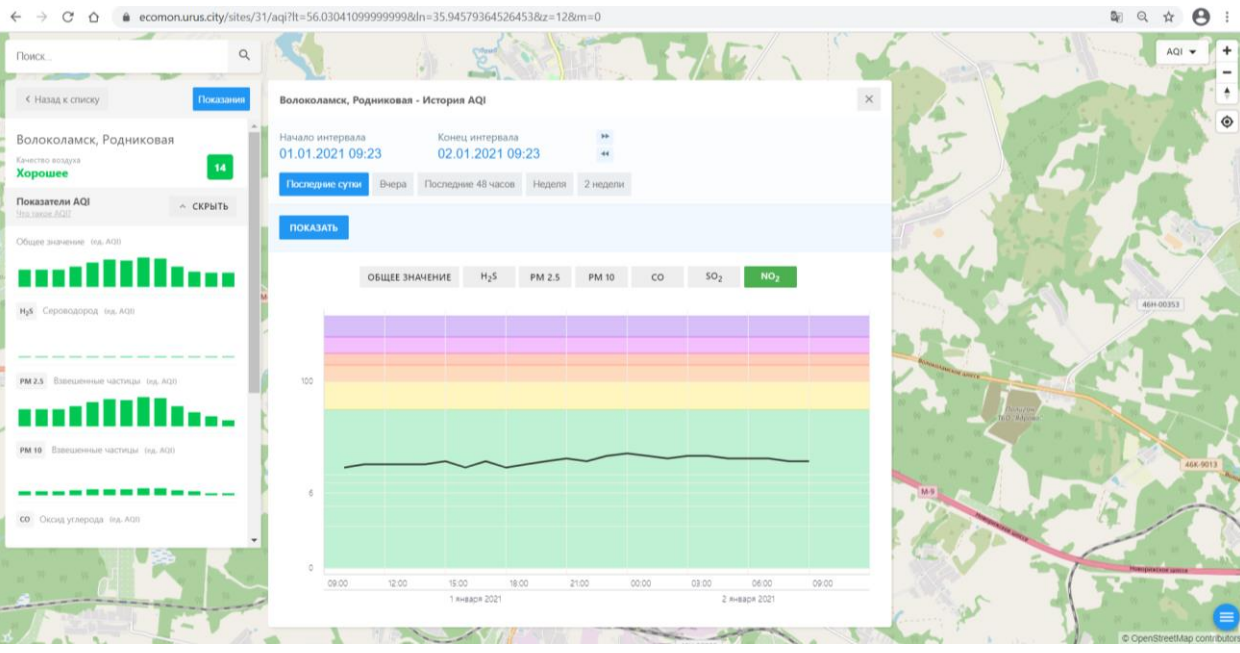 ecomon.urus.city/sites/31/aqi?lt=56.03041099999999&ln=35.94579364526453&z=12&m=0
Поиск...
AQI
Назад к списку
Показания
Волоколамск, Родниковая
Качество воздуха
Хорошее
14
Показатели AQI
Что такое AQI?
СКРЫТЬ
Общее значение (ед. AQI)
H2S Сероводород (ед. AQI)
PM 2.5 Взвешенные частицы (ед. AQI)
PM 10 Взвешенные частицы (ед. AQI)
CO Оксид углерода (ед. AQI)
Волоколамск, Родниковая - История AQI
Начало интервала
Конец интервала
01.01.2021 09:23
02.01.2021 09:23
Последние сутки
Вчера
Последние 48 часов
Неделя
2 недели
ПОКАЗАТЬ
ОБЩЕЕ ЗНАЧЕНИЕ H2S PM 2.5 PM 10 CO SO2 NO2
100
6
0
09:00 12:00 15:00 18:00 21:00 00:00 03:00 06:00 09:00
1 января 2021
2 января 2021
46Н-00353
Волоколамское шоссе
46К-9013
М-9
Новорижское шоссе
Новорижское шоссе
© OpenStreetMap contributors